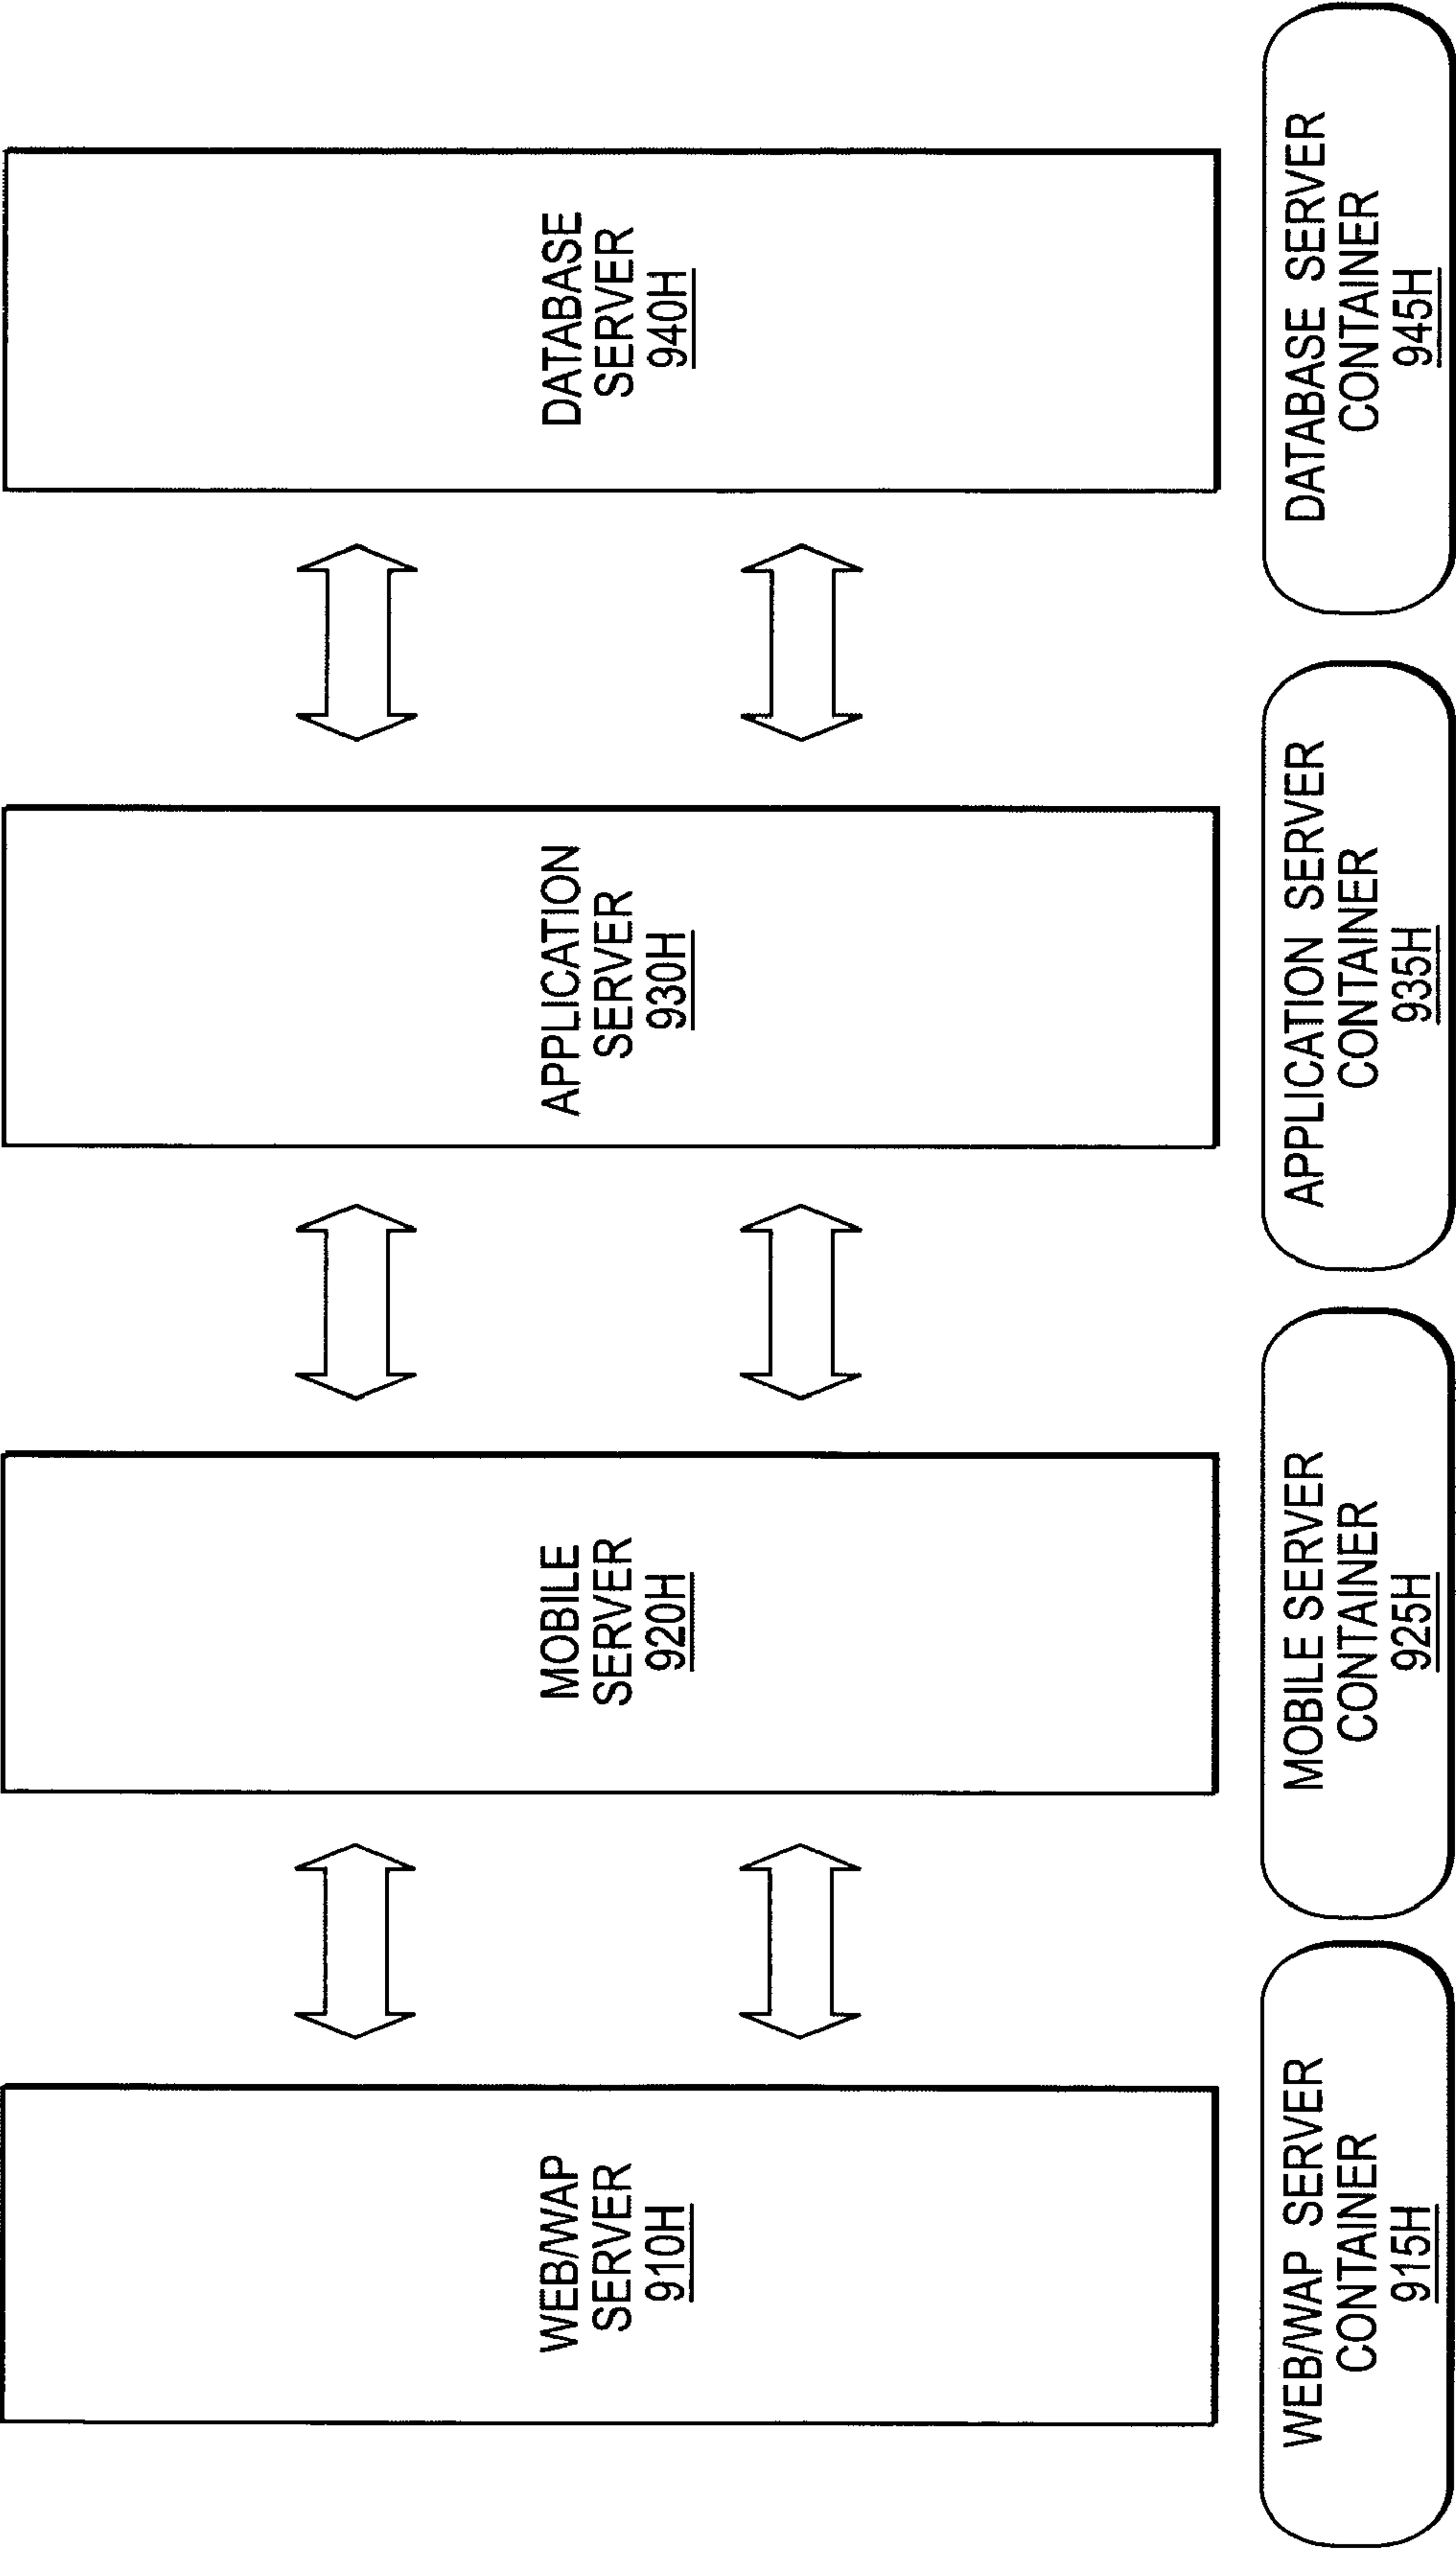 WEB/WAP
SERVER
910H
MOBILE
SERVER
920H
APPLICATION
SERVER
930H
DATABASE
SERVER
940H
WEB/WAP SERVER
CONTAINER
915H
MOBILE SERVER
CONTAINER
925H
APPLICATION SERVER
CONTAINER
935H
DATABASE SERVER
CONTAINER
945H